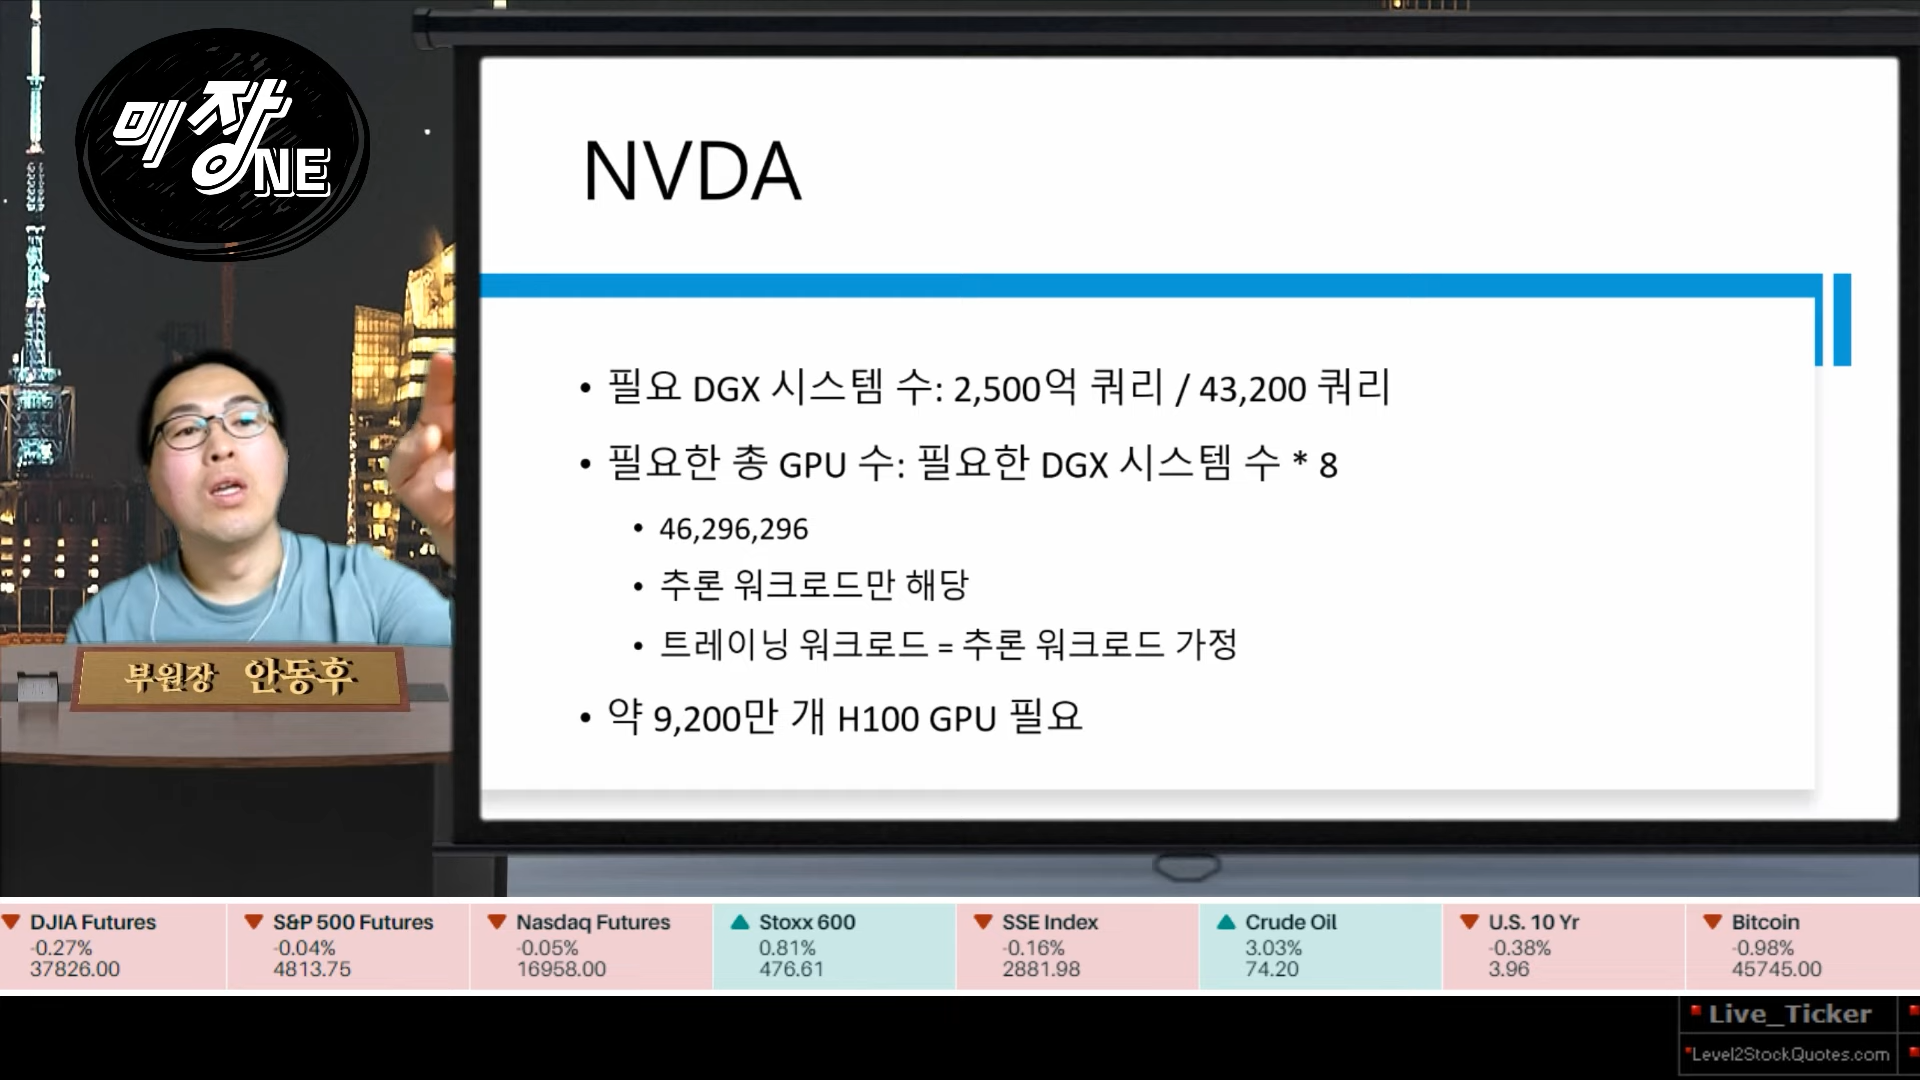 미장
NE
NVDA
• 필요 DGX 시스템 수: 2,500억 쿼리 / 43,200 쿼리
• 필요한 총 GPU 수: 필요한 DGX 시스템 수 * 8
• 46,296,296
• 추론 워크로드만 해당
• 트레이닝 워크로드 = 추론 워크로드 가정
• 약 9,200만 개 H100 GPU 필요
부원장 안동후
DJIA Futures
-0.27%
37826.00
S&P 500 Futures
-0.04%
4813.75
Nasdaq Futures
-0.05%
16958.00
Stoxx 600
0.81%
476.61
SSE Index
-0.16%
2881.98
Crude Oil
3.03%
74.20
U.S. 10 Yr
-0.38%
3.96
Bitcoin
-0.98%
45745.00
Live_Ticker
Level2StockQuotes.com